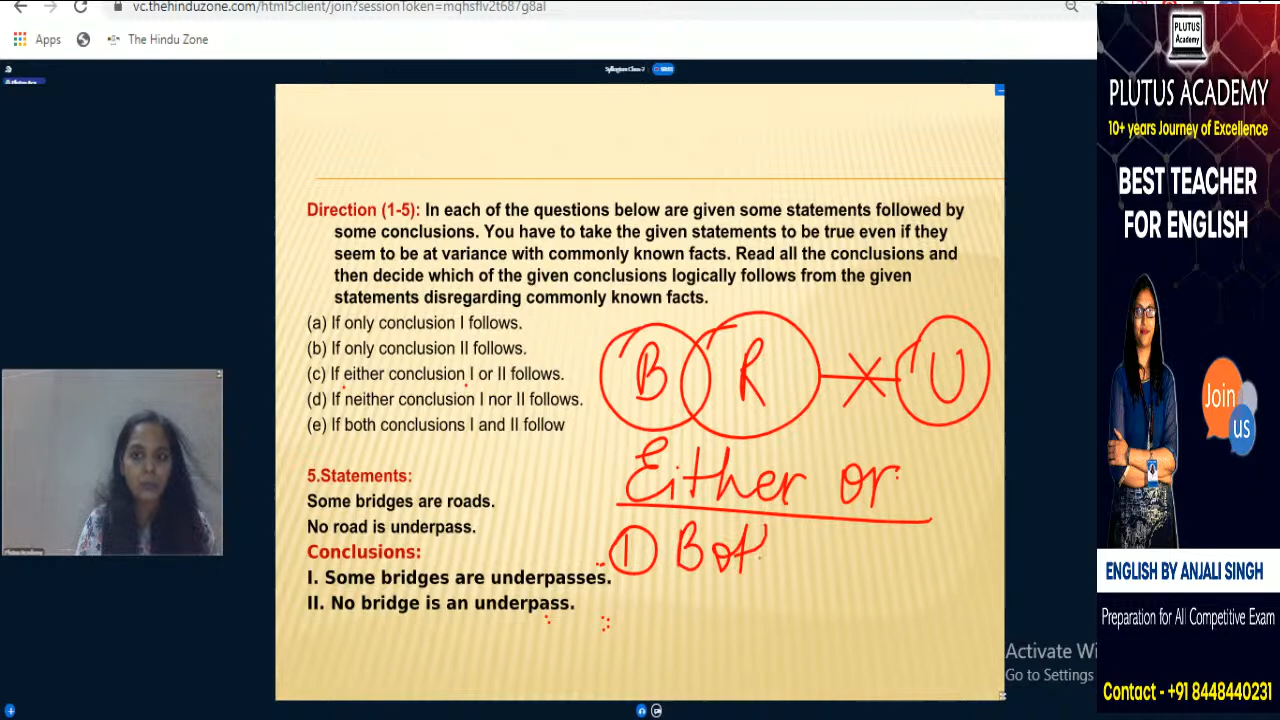 vc.thehinduzone.com/html5client/join?sessionToken=mqhsflv2t687g8al
Apps
The Hindu Zone
Syllogism Class-2
PLUTUS
Academy
PLUTUS ACADEMY
10+ years Journey of Excellence
BEST TEACHER
FOR ENGLISH
Direction (1-5): In each of the questions below are given some statements followed by
some conclusions. You have to take the given statements to be true even if they
seem to be at variance with commonly known facts. Read all the conclusions and
then decide which of the given conclusions logically follows from the given
statements disregarding commonly known facts.
(a) If only conclusion I follows.
(b) If only conclusion II follows.
(c) If either conclusion I or II follows.
(d) If neither conclusion I nor II follows.
(e) If both conclusions I and II follow
B R U
Either or
5.Statements:
Some bridges are roads.
No road is underpass.
Conclusions:
I. Some bridges are underpasses.
II. No bridge is an underpass.
1 Bot
Join
us
ENGLISH BY ANJALI SINGH
Preparation for All Competitive Exam
Contact - +91 8448440231
Activate Wi
Go to Settings